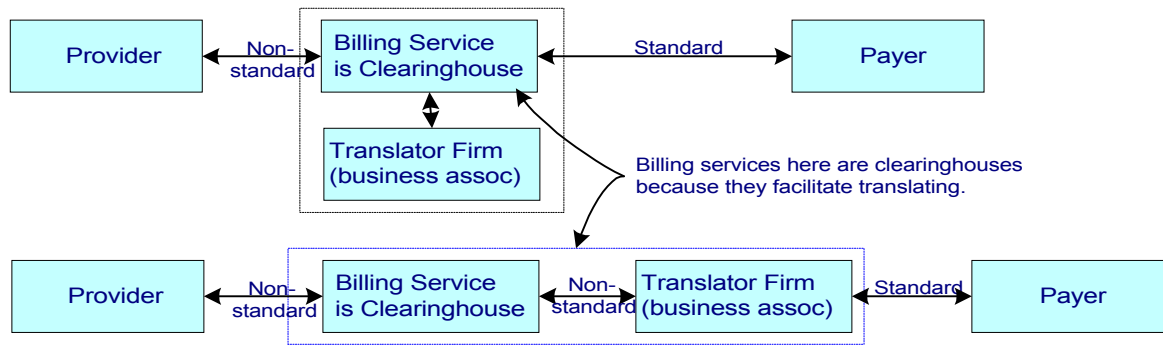 Provider
Non-
standard
Billing Service
is Clearinghouse
Standard
Payer
Translator Firm
(business assoc)
Billing services here are clearinghouses
because they facilitate translating.
Provider
Non-
standard
Billing Service
is Clearinghouse
Non-
standard
Translator Firm
(business assoc)
Standard
Payer